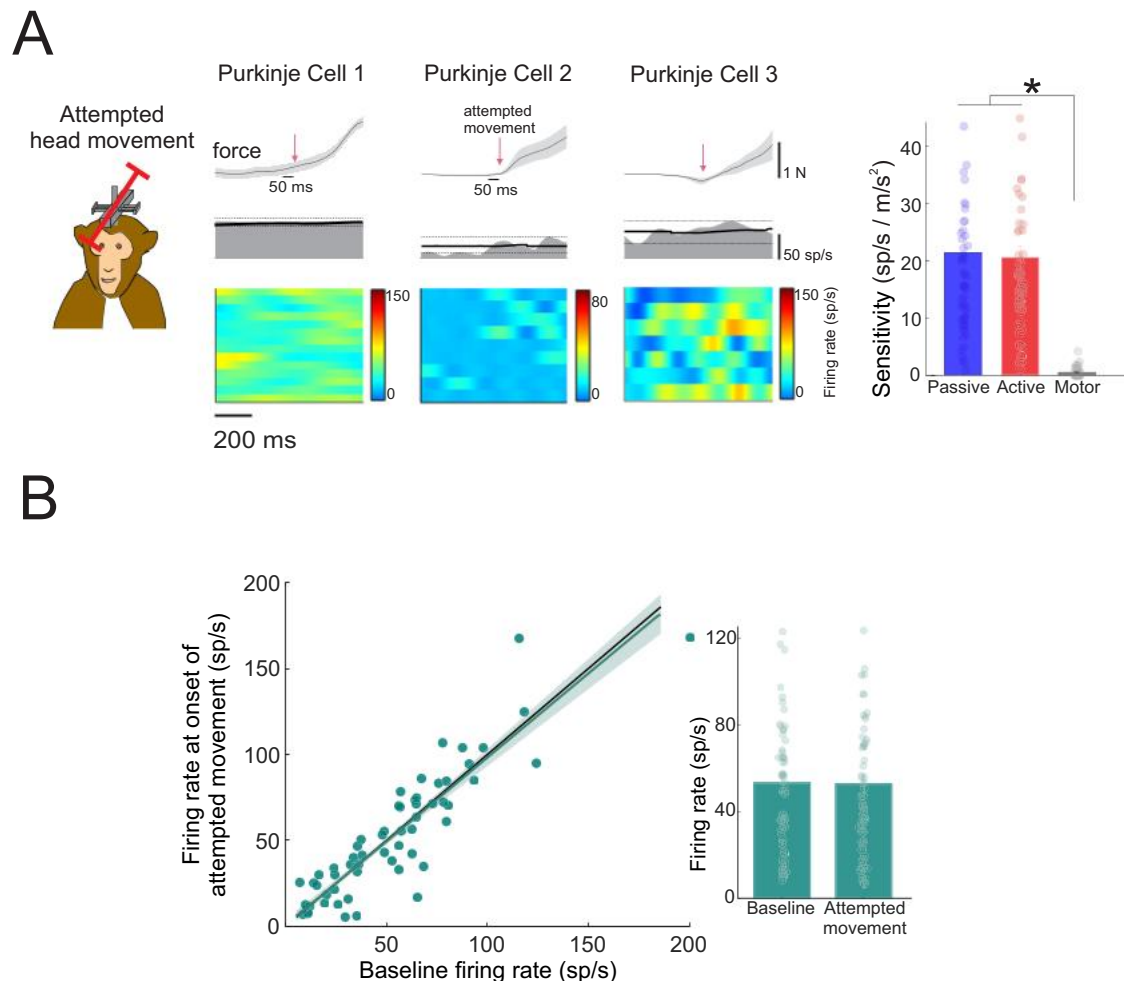 A
Attempted
head movement
Purkinje Cell 1
Purkinje Cell 2
Purkinje Cell 3
force
attempted
movement
50 ms
50 ms
1 N
50 sp/s
150
0
80
0
150
0
Firing rate (sp/s)
200 ms
*
Sensitivity (sp/s / m/s²)
40
30
20
10
0
Passive Active Motor
B
Firing rate at onset of
attempted movement (sp/s)
200
150
100
50
0
50 100 150 200
Baseline firing rate (sp/s)
Firing rate (sp/s)
120
80
40
0
Baseline Attempted
movement